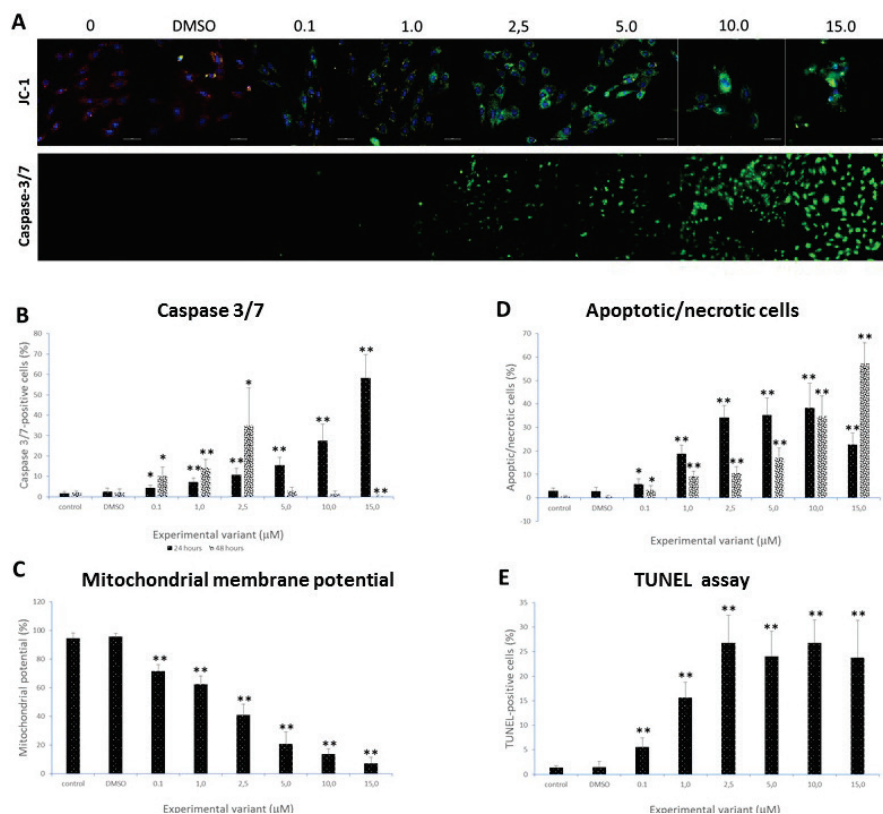 A
0 DMSO 0.1 1.0 2,5 5.0 10.0 15.0
JC-1
Caspase-3/7
B
Caspase 3/7
Caspase 3/7-positive cells (%)
80
70
60
50
40
30
20
10
0
* * ** ** ** * ** ** ** **
control DMSO 0.1 1,0 2,5 5,0 10,0 15,0
Experimental variant (µM)
24 hours 48 hours
D
Apoptotic/necrotic cells
Apoptic/necrotic cells (%)
70
60
50
40
30
20
10
0
-10
* * ** ** ** ** ** ** ** ** ** **
control DMSO 0.1 1,0 2,5 5,0 10,0 15,0
Experimental variant (µM)
C
Mitochondrial membrane potential
Mitochondrial potential (%)
120
100
80
60
40
20
0
** ** ** ** ** **
control DMSO 0.1 1,0 2,5 5,0 10,0 15,0
Experimental variant (µM)
E
TUNEL assay
TUNEL-positive cells (%)
35
30
25
20
15
10
5
0
** ** ** ** ** **
control DMSO 0.1 1,0 2,5 5,0 10,0 15,0
Experimental variant (µM)